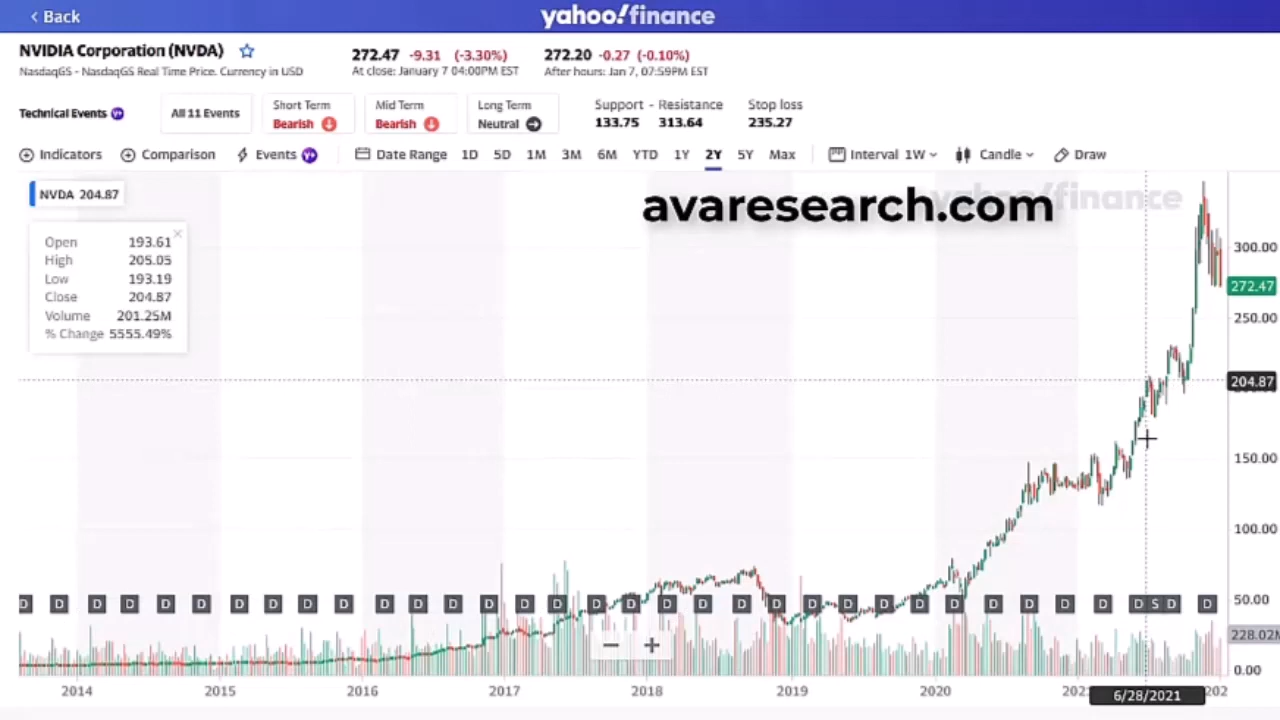 Back
yahoo!finance
NVIDIA Corporation (NVDA)
NasdaqGS - NasdaqGS Real Time Price. Currency in USD
272.47 -9.31 (-3.30%)
At close: January 7 04:00PM EST
272.20 -0.27 (-0.10%)
After hours: Jan 7, 07:59PM EST
Technical Events Y+
All 11 Events
Short Term
Bearish
Mid Term
Bearish
Long Term
Neutral
Support - Resistance
133.75 313.64
Stop loss
235.27
Indicators Comparison Events Y+ Date Range 1D 5D 1M 3M 6M YTD 1Y 2Y 5Y Max Interval 1W Candle Draw
NVDA 204.87
avaresearch.com
yahoo!finance
Open 193.61
High 205.05
Low 193.19
Close 204.87
Volume 201.25M
% Change 5555.49%
300.00
272.47
250.00
204.87
150.00
100.00
50.00
228.02M
0.00
D D D D D D D D D D D D D D D D D D D D D D D D D D D D D D D D S D D
2014 2015 2016 2017 2018 2019 2020 202 6/28/2021 202